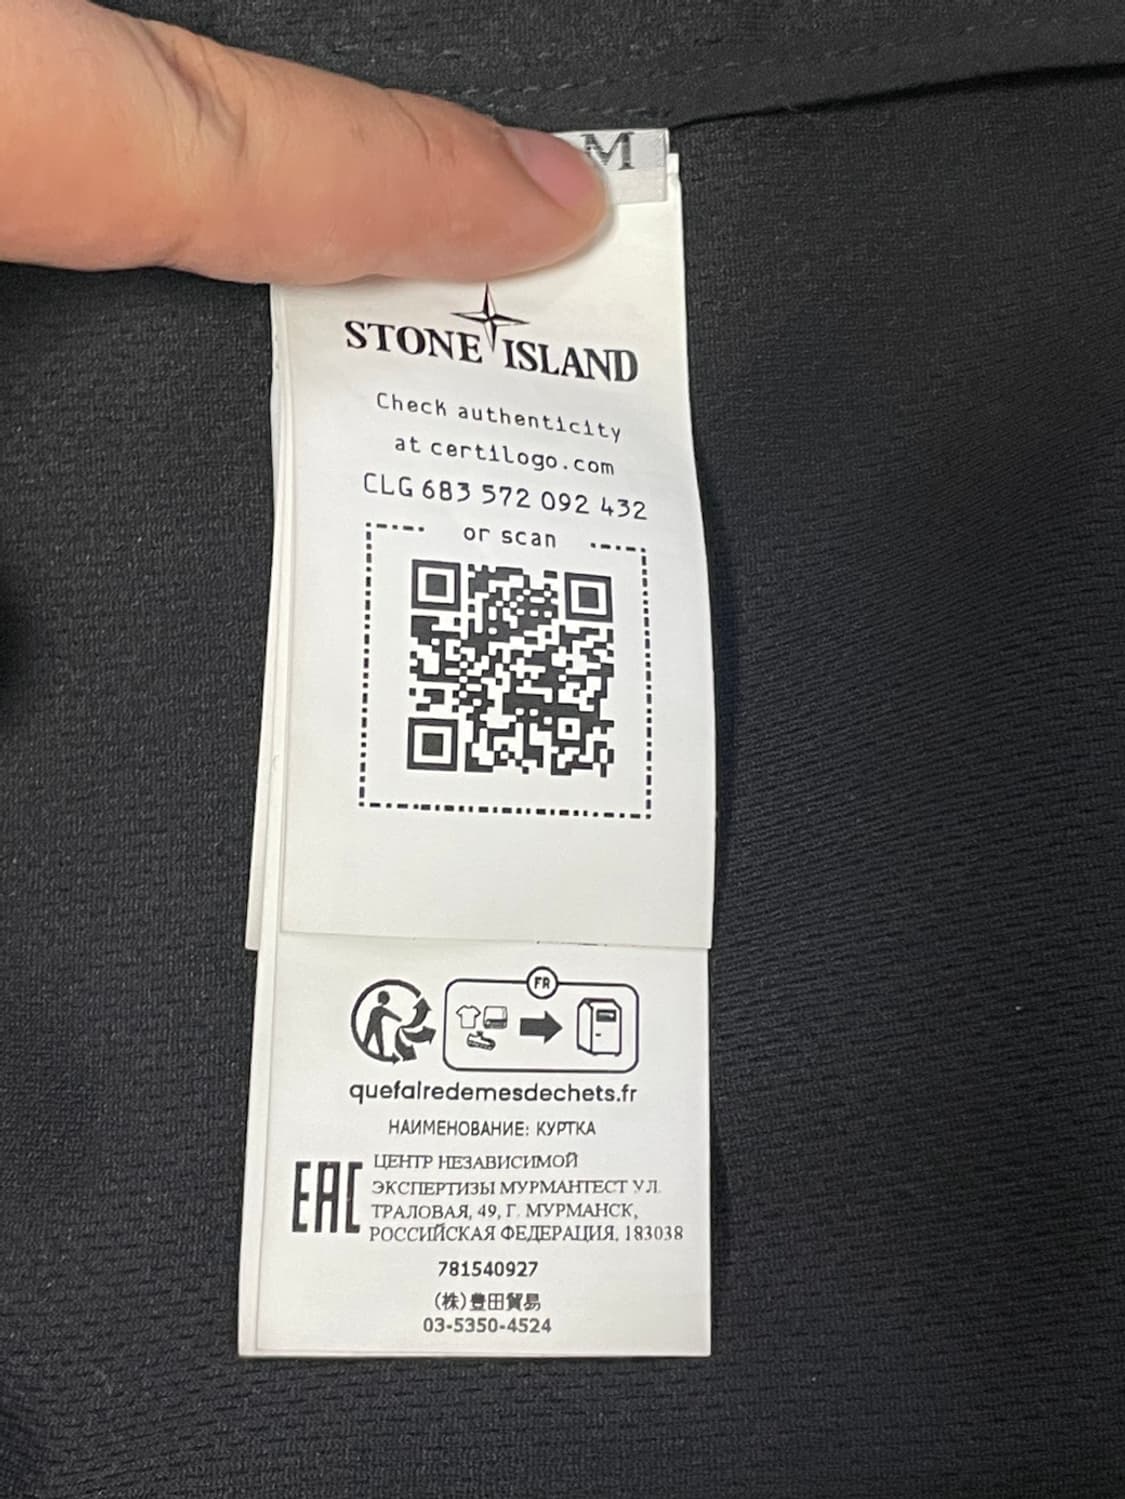 M
STONE ISLAND
Check authenticity
at certilogo.com
CLG 683 572 092 432
or scan
FR
quefairedemesdechets.fr
НАИМЕНОВАНИЕ: КУРТКА
EAC
ЦЕНТР НЕЗАВИСИМОЙ
ЭКСПЕРТИЗЫ МУРМАНТЕСТ УЛ.
ТРАЛОВАЯ, 49, Г. МУРМАНСК,
РОССИЙСКАЯ ФЕДЕРАЦИЯ, 183038
781540927
(株)豊田貿易
03-5350-4524